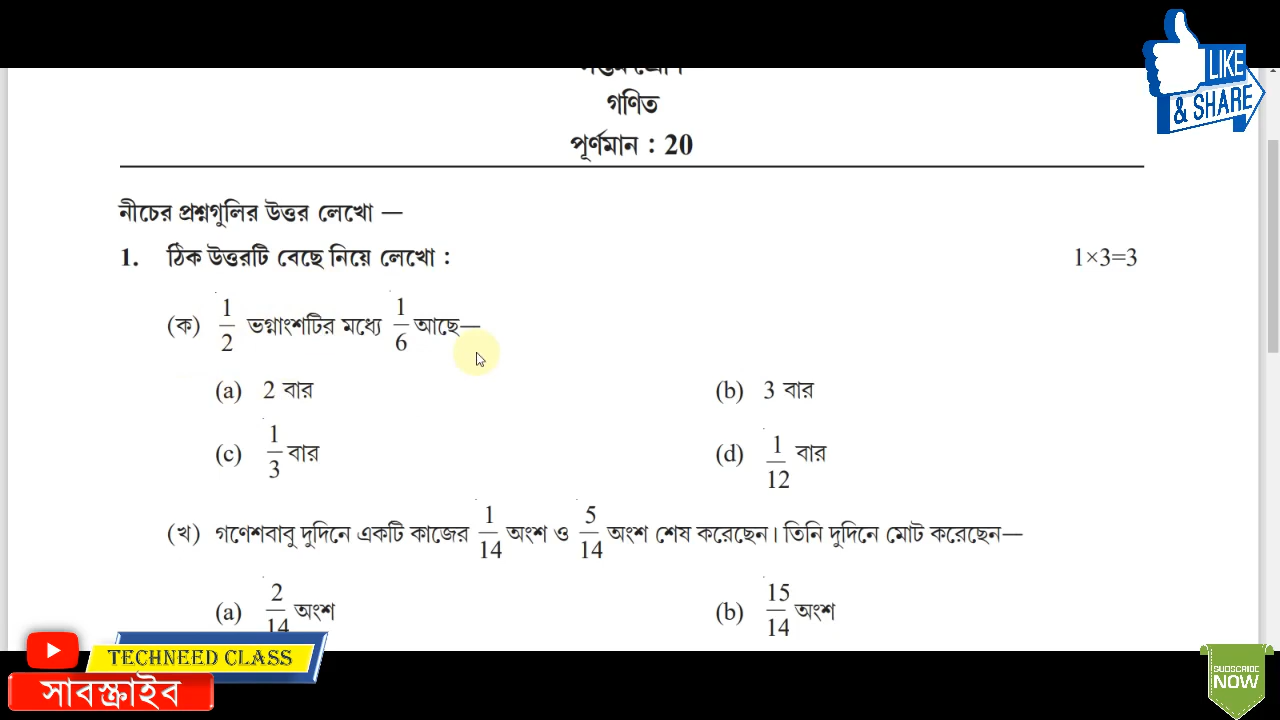 LIKE
& SHARE
গণিত
পূর্ণমান : 20
নীচের প্রশ্নগুলির উত্তর লেখো —
1. ঠিক উত্তরটি বেছে নিয়ে লেখো : 1×3=3
(ক) 1/2 ভগ্নাংশটির মধ্যে 1/6 আছে—
(a) 2 বার (b) 3 বার
(c) 1/3 বার (d) 1/12 বার
(খ) গণেশবাবু দুদিনে একটি কাজের 1/14 অংশ ও 5/14 অংশ শেষ করেছেন। তিনি দুদিনে মোট করেছেন—
(a) 2/14 অংশ (b) 15/14 অংশ
TECHNEED CLASS
সাবস্ক্রাইব
SUBSCRIBE
NOW